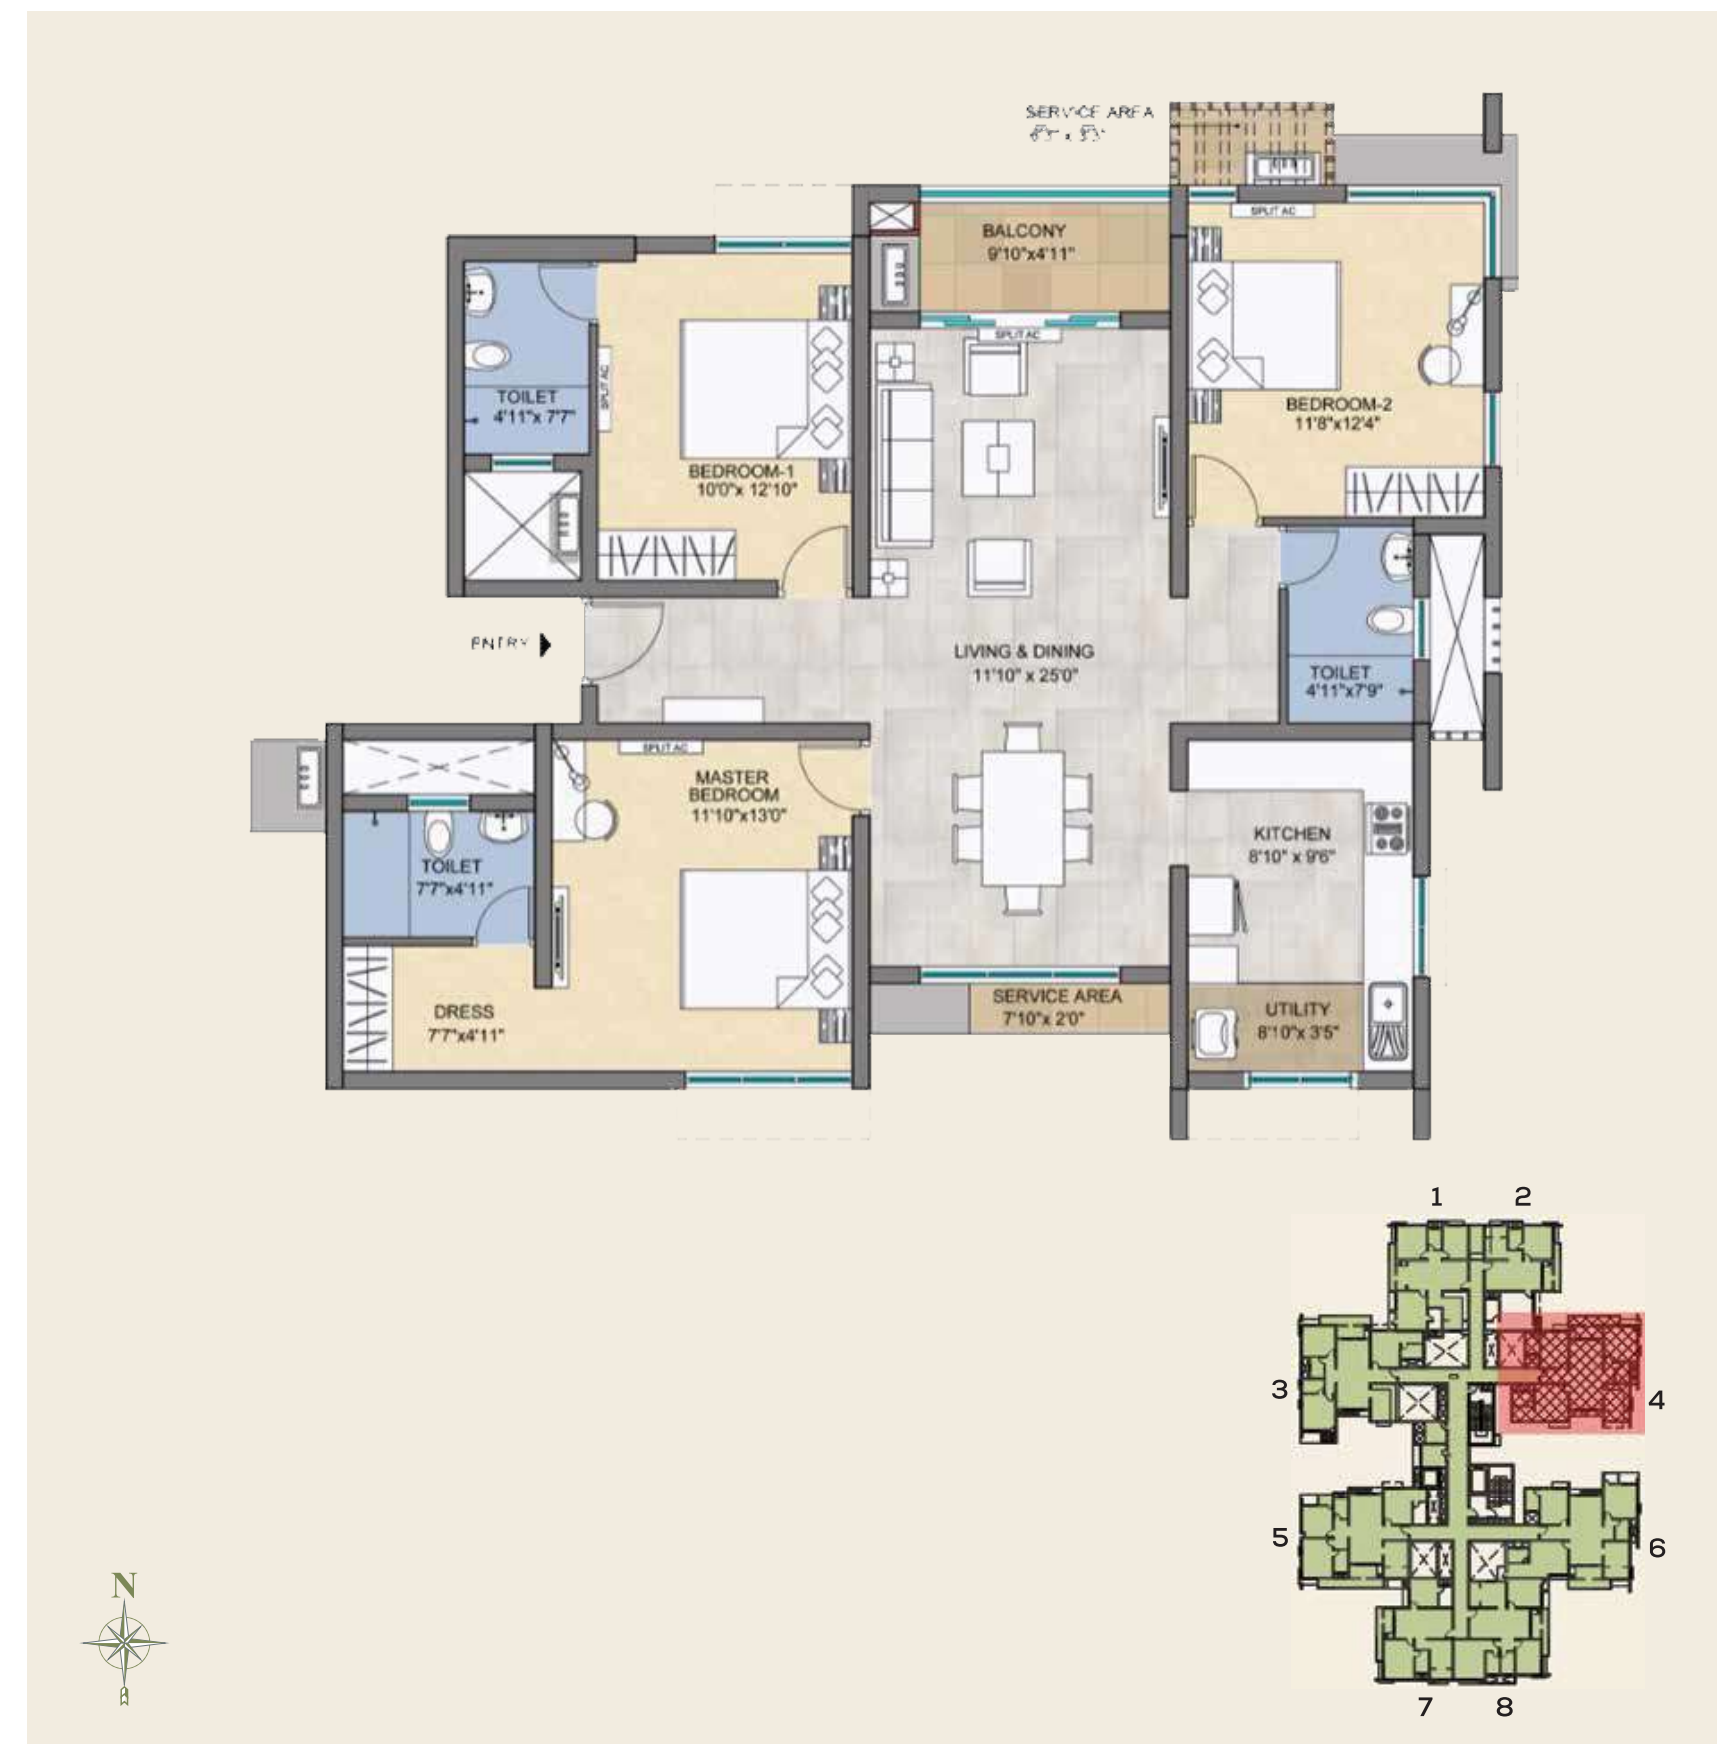 SERVICE AREA
BALCONY
9'10"x4'11"
SPLIT AC
SPLIT AC
SPLIT AC
TOILET
4'11"x 7'7"
BEDROOM-1
10'0"x 12'10"
BEDROOM-2
11'8"x12'4"
ENTRY
LIVING & DINING
11'10" x 25'0"
TOILET
4'11"x7'9"
SPLIT AC
MASTER
BEDROOM
11'10"x13'0"
TOILET
7'7"x4'11"
KITCHEN
8'10" x 9'6"
DRESS
7'7"x4'11"
SERVICE AREA
7'10"x 2'0"
UTILITY
8'10"x 3'5"
1
2
3
4
5
6
7
8
N